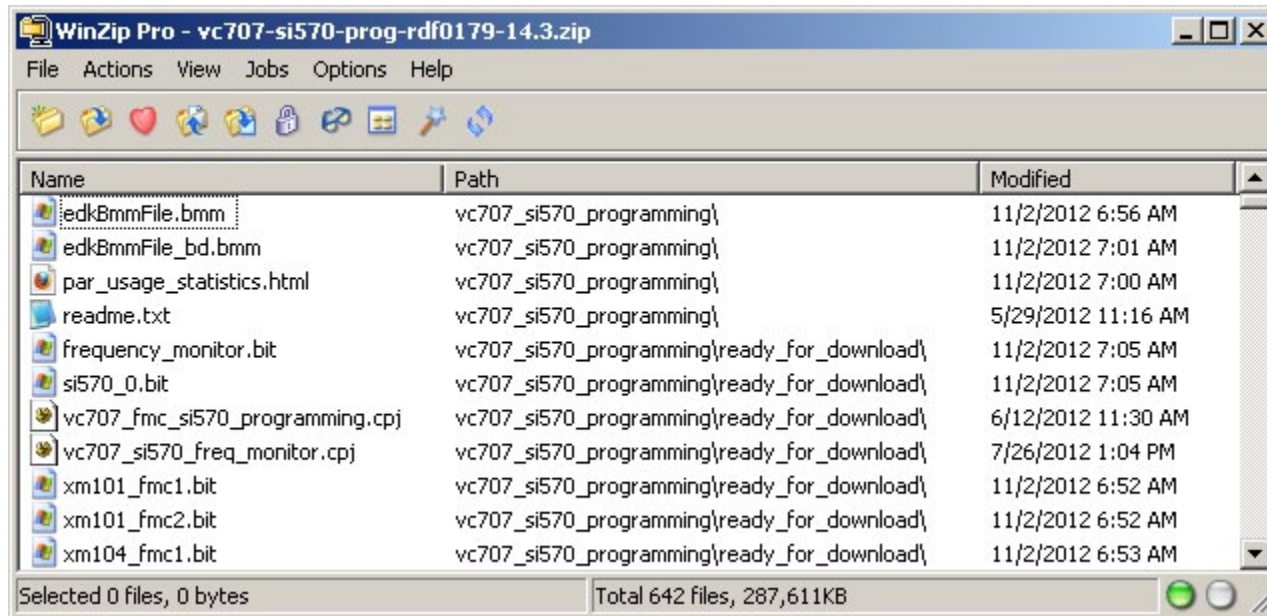 WinZip Pro - vc707-si570-prog-rdf0179-14.3.zip
File Actions View Jobs Options Help
Name Path Modified
edkBmmFile.bmm vc707_si570_programming\ 11/2/2012 6:56 AM
edkBmmFile_bd.bmm vc707_si570_programming\ 11/2/2012 7:01 AM
par_usage_statistics.html vc707_si570_programming\ 11/2/2012 7:00 AM
readme.txt vc707_si570_programming\ 5/29/2012 11:16 AM
frequency_monitor.bit vc707_si570_programming\ready_for_download\ 11/2/2012 7:05 AM
si570_0.bit vc707_si570_programming\ready_for_download\ 11/2/2012 7:05 AM
vc707_fmc_si570_programming.cpj vc707_si570_programming\ready_for_download\ 6/12/2012 11:30 AM
vc707_si570_freq_monitor.cpj vc707_si570_programming\ready_for_download\ 7/26/2012 1:04 PM
xm101_fmc1.bit vc707_si570_programming\ready_for_download\ 11/2/2012 6:52 AM
xm101_fmc2.bit vc707_si570_programming\ready_for_download\ 11/2/2012 6:52 AM
xm104_fmc1.bit vc707_si570_programming\ready_for_download\ 11/2/2012 6:53 AM
Selected 0 files, 0 bytes Total 642 files, 287,611KB